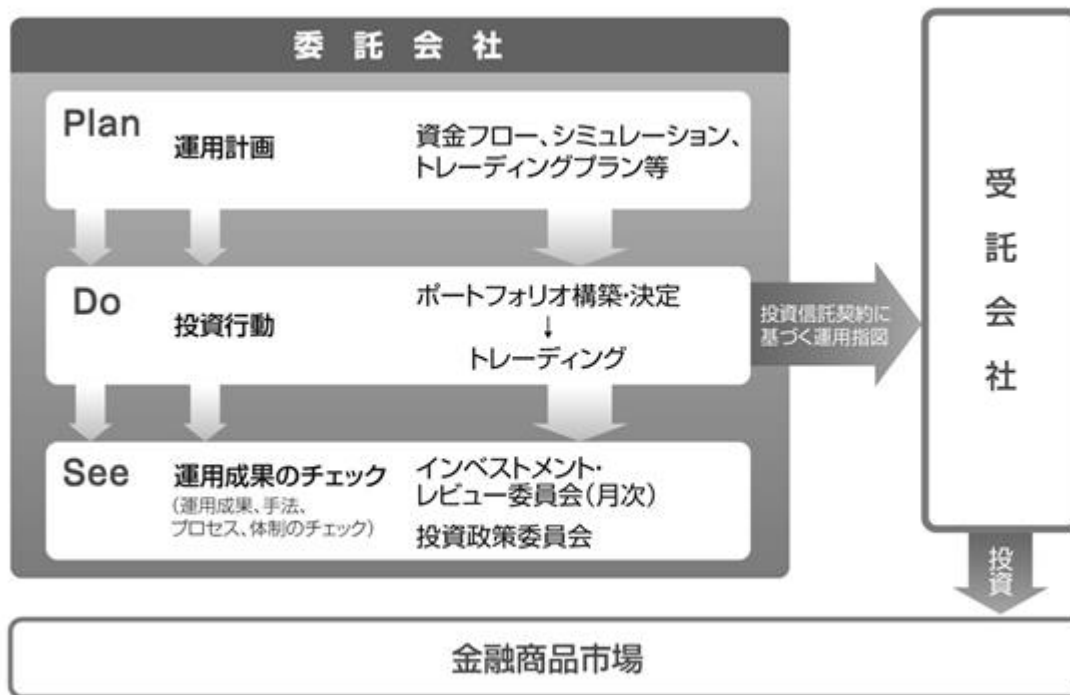 委託会社
Plan
運用計画
資金フロー、シミュレーション、
トレーディングプラン等
Do
投資行動
ポートフォリオ構築・決定
↓
トレーディング
投資信託契約に
基づく運用指図
See
運用成果のチェック
(運用成果、手法、
プロセス、体制のチェック)
インベストメント・
レビュー委員会(月次)
投資政策委員会
受託会社
投資
金融商品市場